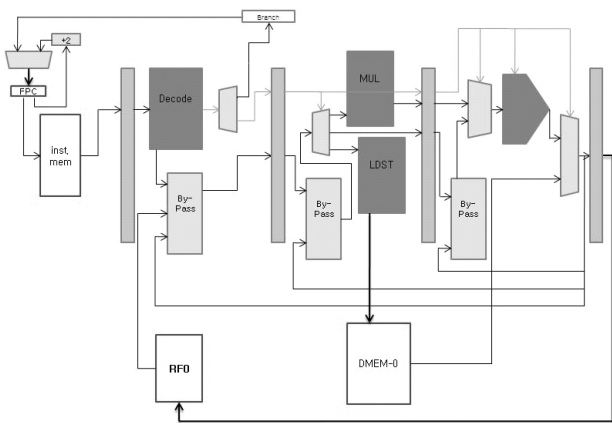 Branch
+2
FPC
inst,
mem
Decode
MUL
LDST
By-
Pass
By-
Pass
By-
Pass
RF0
DMEM-0